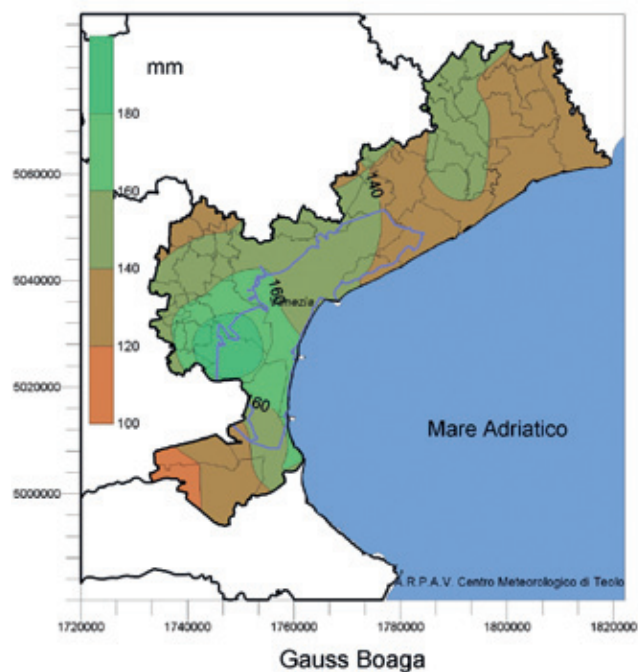 mm
180
160
140
120
100
5060000
5040000
5020000
5000000
140
160
Venezia
60
Mare Adriatico
A.R.P.A.V. Centro Meteorologico di Teolo
1720000 1740000 1760000 1780000 1800000 1820000
Gauss Boaga